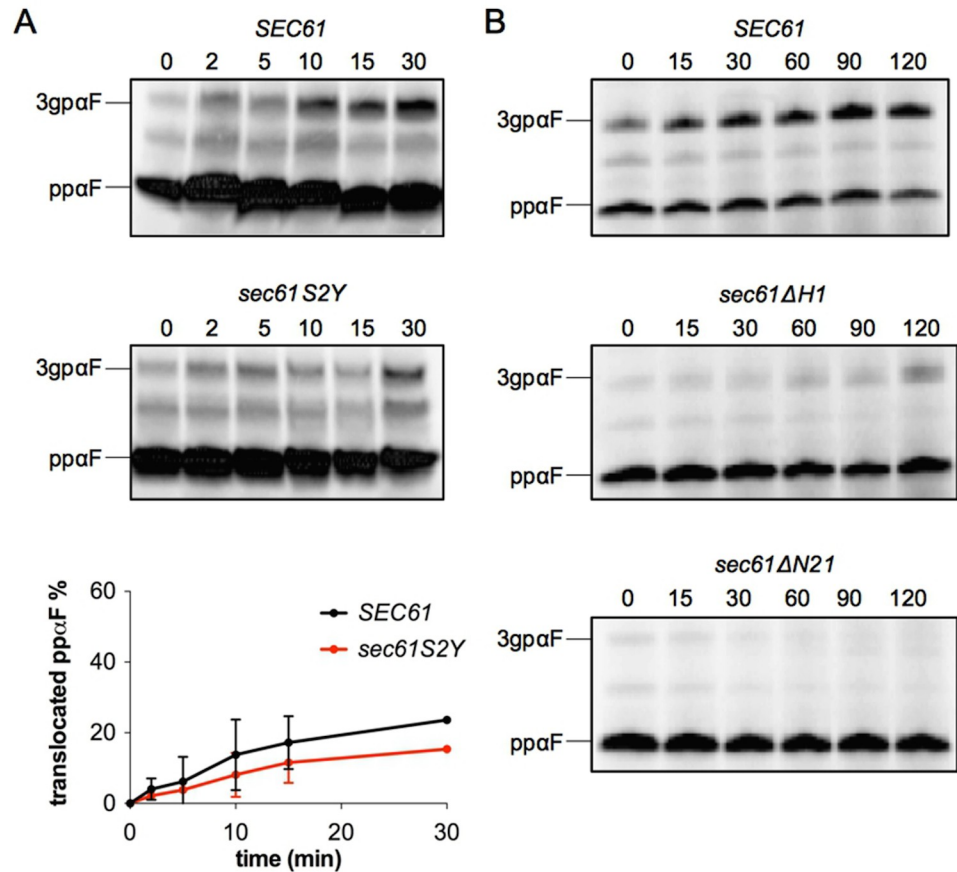 A
SEC61
0 2 5 10 15 30
3gpαF
ppαF
sec61S2Y
0 2 5 10 15 30
3gpαF
ppαF
translocated ppαF %
60
40
20
0
SEC61
sec61S2Y
0 10 20 30
time (min)
B
SEC61
0 15 30 60 90 120
3gpαF
ppαF
sec61ΔH1
0 15 30 60 90 120
3gpαF
ppαF
sec61ΔN21
0 15 30 60 90 120
3gpαF
ppαF